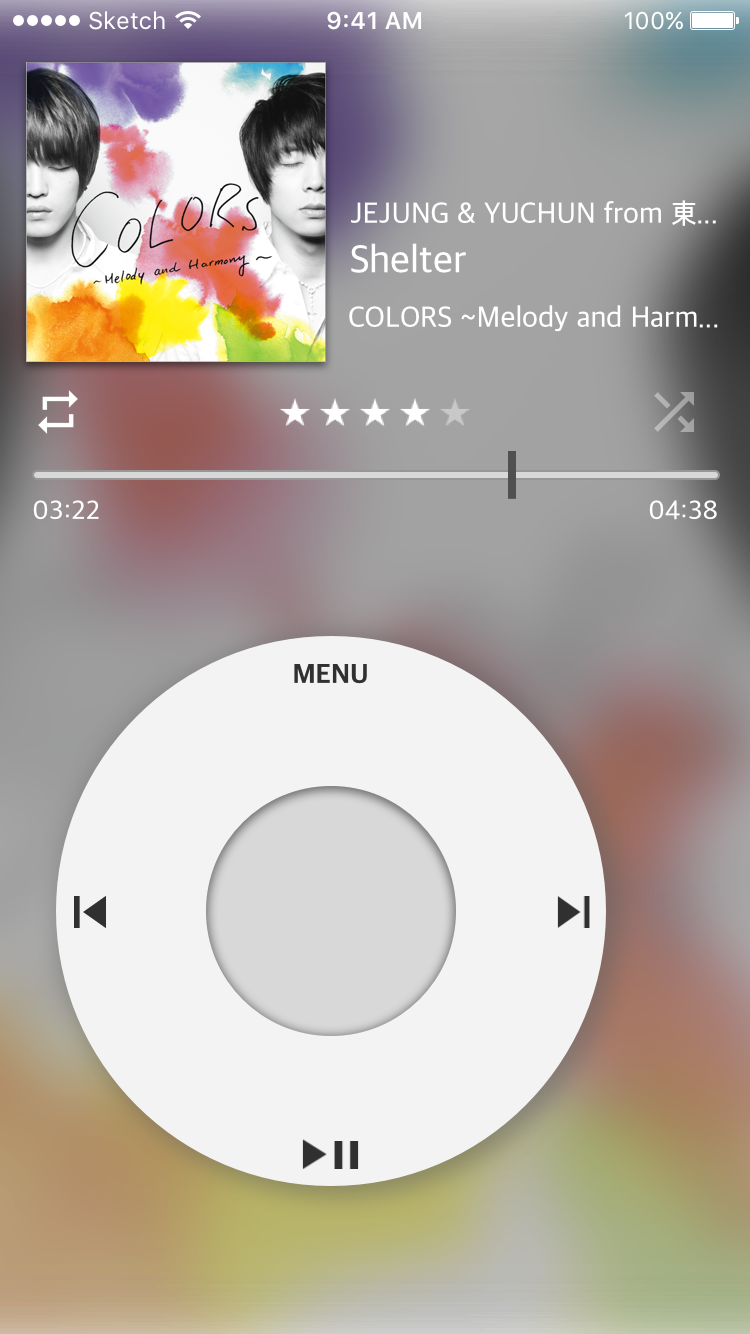 Sketch 9:41 AM 100%
COLORS
~Melody and Harmony~
JEJUNG & YUCHUN from 東...
Shelter
COLORS ~Melody and Harm...
03:22 04:38
MENU